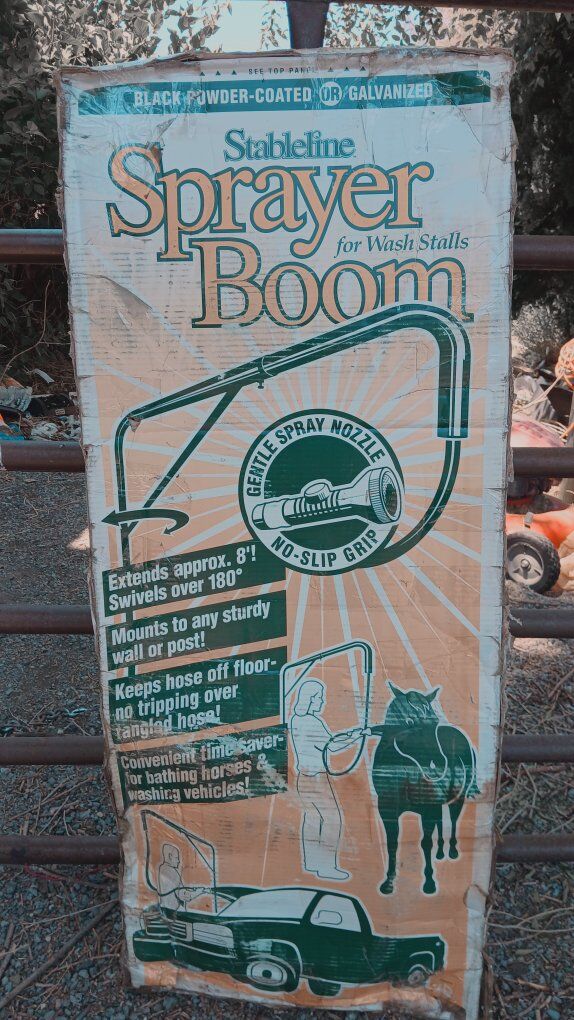 SEE TOP PANEL
BLACK POWDER-COATED OR GALVANIZED
Stableline
Sprayer
for Wash Stalls
Boom
GENTLE SPRAY NOZZLE
NO-SLIP GRIP
Extends approx. 8'!
Swivels over 180°
Mounts to any sturdy
wall or post!
Keeps hose off floor-
no tripping over
tangled hose!
Convenient time saver-
for bathing horses &
washing vehicles!